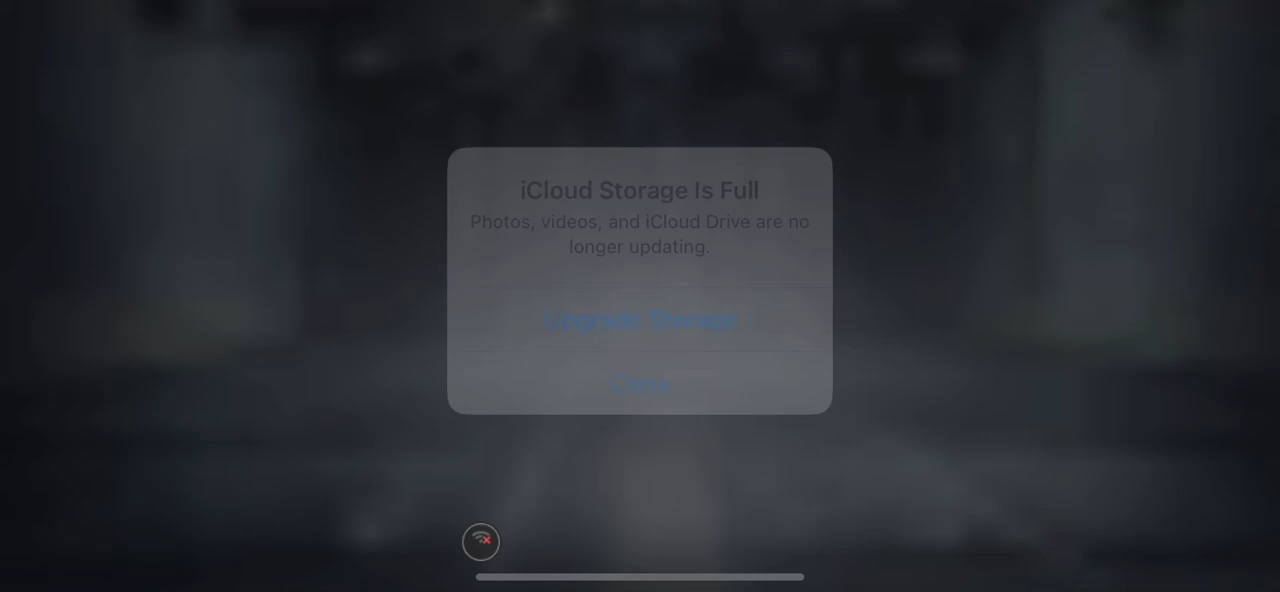 iCloud Storage Is Full
Photos, videos, and iCloud Drive are no
longer updating.
Upgrade Storage
Close